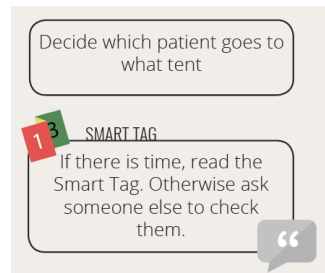 Decide which patient goes to
what tent
3
1
SMART TAG
If there is time, read the
Smart Tag. Otherwise ask
someone else to check
them.
“